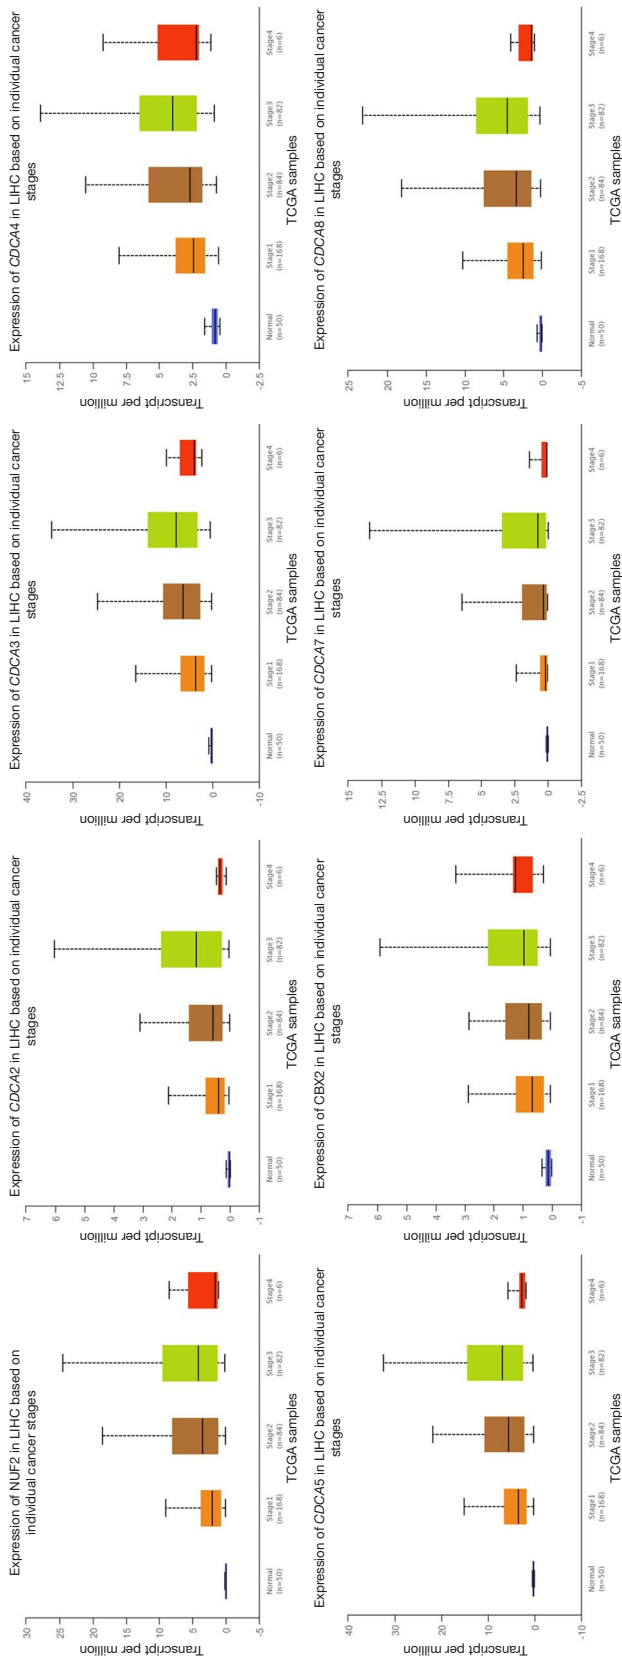 Expression of NUF2 in LIHC based on
individual cancer stages
Transcript per million
30
25
20
15
10
5
0
-5
Normal
(n=50)
Stage1
(n=168)
Stage2
(n=84)
Stage3
(n=82)
Stage4
(n=6)
TCGA samples
Expression of CDCA2 in LIHC based on individual cancer
stages
Transcript per million
7
6
5
4
3
2
1
0
-1
Normal
(n=50)
Stage1
(n=168)
Stage2
(n=84)
Stage3
(n=82)
Stage4
(n=6)
TCGA samples
Expression of CDCA3 in LIHC based on individual cancer
stages
Transcript per million
40
30
20
10
0
-10
Normal
(n=50)
Stage1
(n=168)
Stage2
(n=84)
Stage3
(n=82)
Stage4
(n=6)
TCGA samples
Expression of CDCA4 in LIHC based on individual cancer
stages
Transcript per million
15
12.5
10
7.5
5
2.5
0
-2.5
Normal
(n=50)
Stage1
(n=168)
Stage2
(n=84)
Stage3
(n=82)
Stage4
(n=6)
TCGA samples
Expression of CDCA5 in LIHC based on individual cancer
stages
Transcript per million
40
30
20
10
0
-10
Normal
(n=50)
Stage1
(n=168)
Stage2
(n=84)
Stage3
(n=82)
Stage4
(n=6)
TCGA samples
Expression of CBX2 in LIHC based on individual cancer
stages
Transcript per million
7
6
5
4
3
2
1
0
-1
Normal
(n=50)
Stage1
(n=168)
Stage2
(n=84)
Stage3
(n=82)
Stage4
(n=6)
TCGA samples
Expression of CDCA7 in LIHC based on individual cancer
stages
Transcript per million
15
12.5
10
7.5
5
2.5
0
-2.5
Normal
(n=50)
Stage1
(n=168)
Stage2
(n=84)
Stage3
(n=82)
Stage4
(n=6)
TCGA samples
Expression of CDCA8 in LIHC based on individual cancer
stages
Transcript per million
25
20
15
10
5
0
-5
Normal
(n=50)
Stage1
(n=168)
Stage2
(n=84)
Stage3
(n=82)
Stage4
(n=6)
TCGA samples